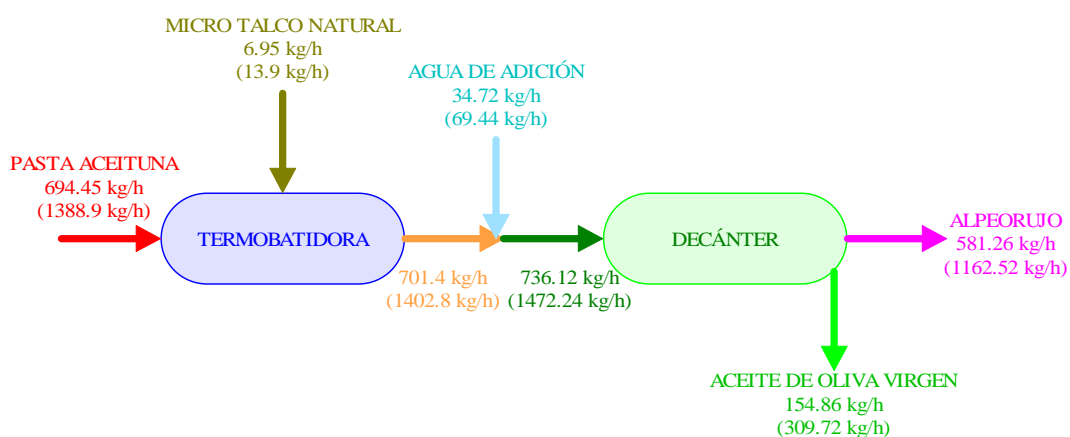 MICRO TALCO NATURAL
6.95 kg/h
(13.9 kg/h)
AGUA DE ADICIÓN
34.72 kg/h
(69.44 kg/h)
PASTA ACEITUNA
694.45 kg/h
(1388.9 kg/h)
TERMOBATIDORA
701.4 kg/h
(1402.8 kg/h)
736.12 kg/h
(1472.24 kg/h)
DECÁNTER
ALPEORUJO
581.26 kg/h
(1162.52 kg/h)
ACEITE DE OLIVA VIRGEN
154.86 kg/h
(309.72 kg/h)